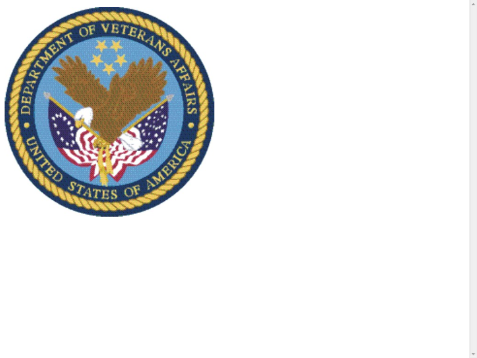 DEPARTMENT OF VETERANS AFFAIRS
UNITED STATES OF AMERICA